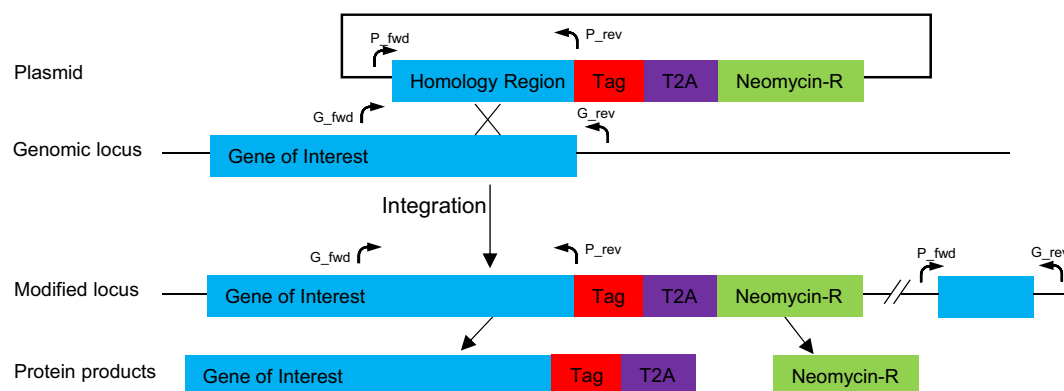 P_fwd
P_rev
Plasmid
Homology Region
Tag
T2A
Neomycin-R
G_fwd
G_rev
Genomic locus
Gene of Interest
Integration
G_fwd
P_rev
P_fwd
G_rev
Modified locus
Gene of Interest
Tag
T2A
Neomycin-R
Protein products
Gene of Interest
Tag
T2A
Neomycin-R